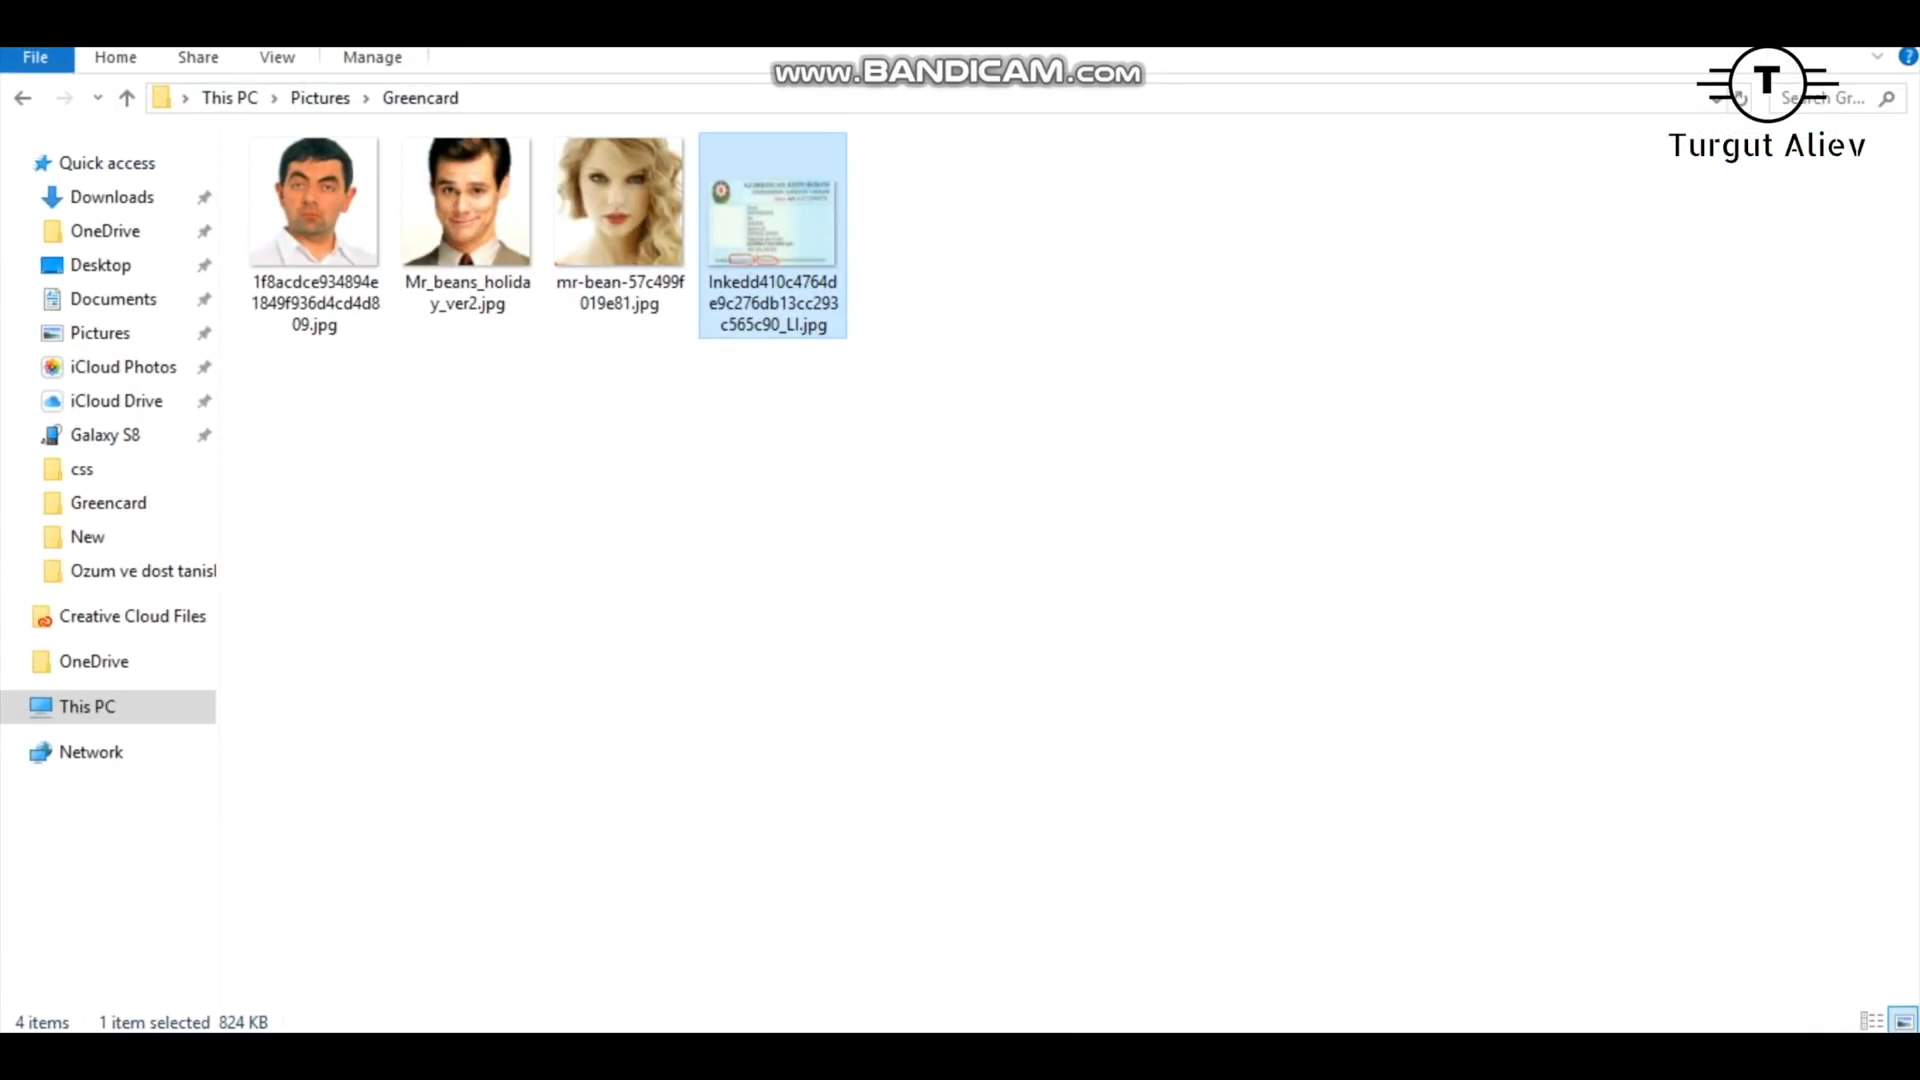 File Home Share View Manage
www.BANDICAM.com
This PC Pictures Greencard
Search Gr...
T
Turgut Aliev
Quick access
Downloads
OneDrive
Desktop
Documents
Pictures
iCloud Photos
iCloud Drive
Galaxy S8
css
Greencard
New
Ozum ve dost tanis
Creative Cloud Files
OneDrive
This PC
Network
1f8acdce934894e
1849f936d4cd4d8
09.jpg
Mr_beans_holida
y_ver2.jpg
mr-bean-57c499f
019e81.jpg
Inkedd410c4764d
e9c276db13cc293
c565c90_LI.jpg
4 items 1 item selected 824 KB